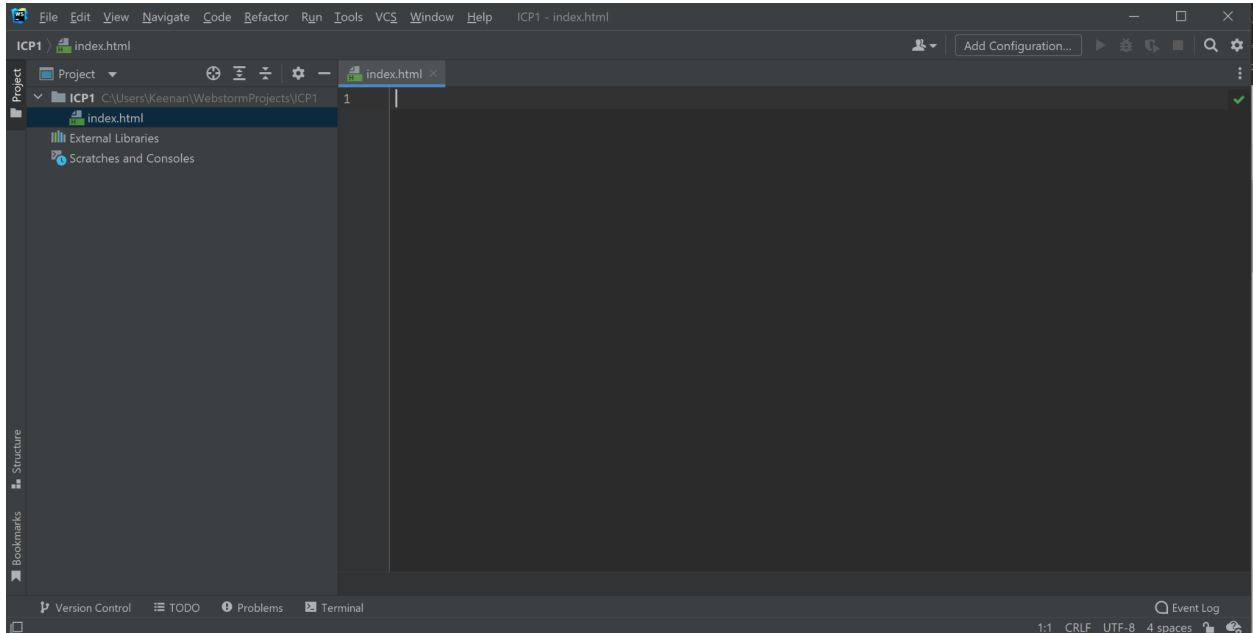 WS File Edit View Navigate Code Refactor Run Tools VCS Window Help ICP1 - index.html
ICP1 index.html Add Configuration...
Project index.html
ICP1 C:\Users\Keenan\WebstormProjects\ICP1 1
index.html
External Libraries
Scratches and Consoles
Project
Structure
Bookmarks
Version Control TODO Problems Terminal Event Log
1:1 CRLF UTF-8 4 spaces